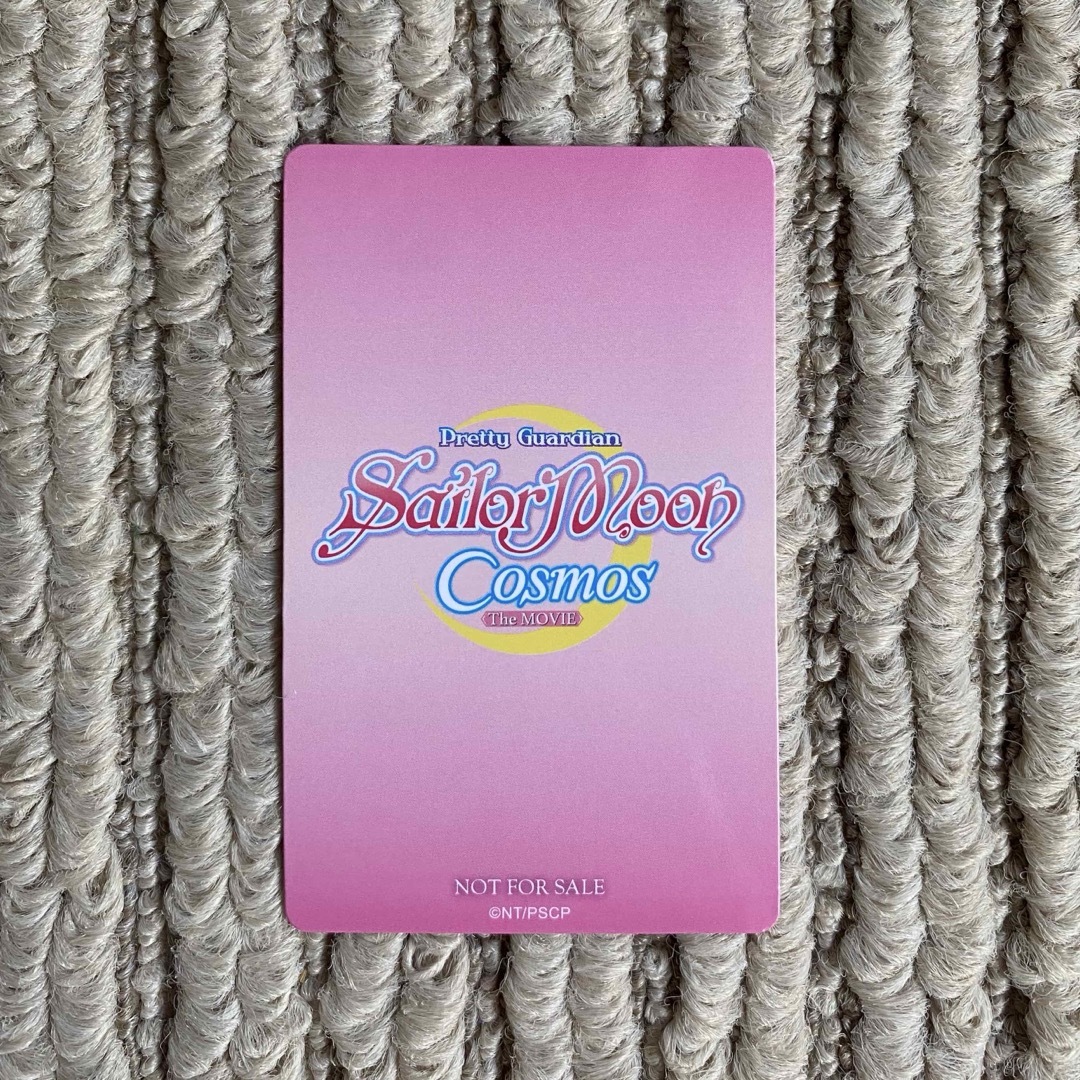 Pretty Guardian
Sailor Moon
Cosmos
The MOVIE
NOT FOR SALE
©NT/PSCP